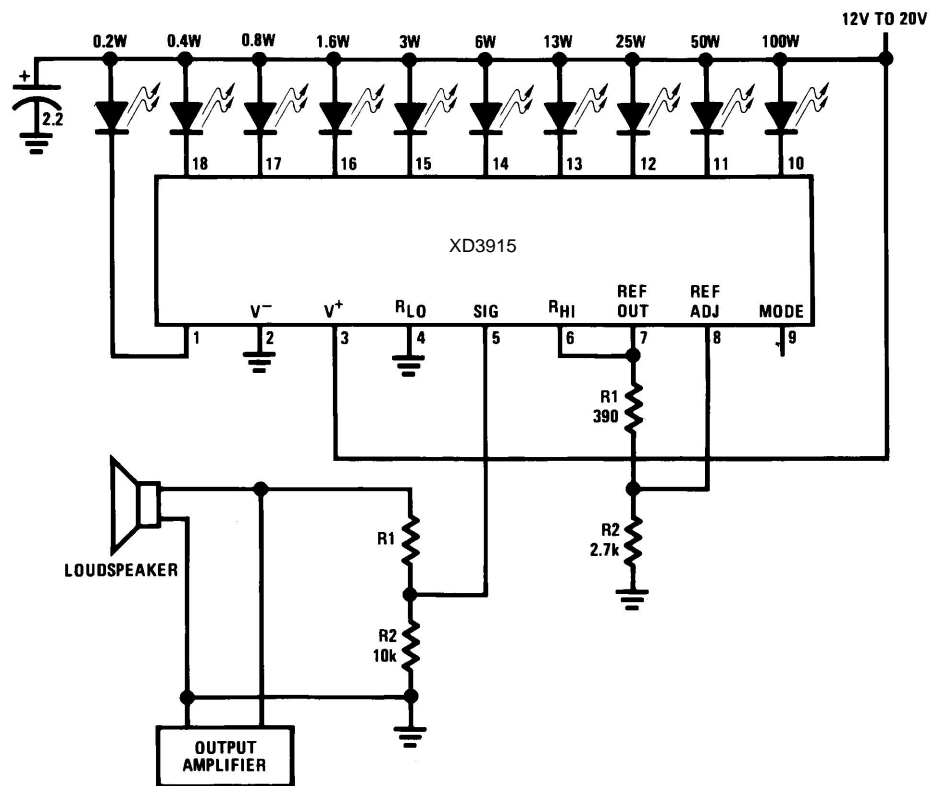 12V TO 20V
0.2W 0.4W 0.8W 1.6W 3W 6W 13W 25W 50W 100W
+
2.2
18 17 16 15 14 13 12 11 10
XD3915
V− V+ RLO SIG RHI REF OUT REF ADJ MODE
1 2 3 4 5 6 7 8 9
R1
390
R2
2.7k
LOUDSPEAKER
R1
R2
10k
OUTPUT
AMPLIFIER